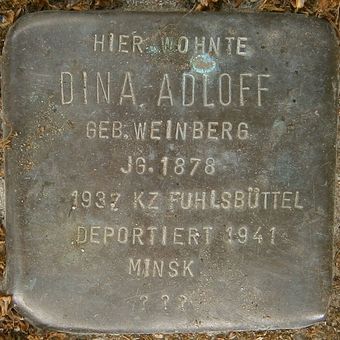 HIER WOHNTE
DINA ADLOFF
GEB. WEINBERG
JG. 1878
1937 KZ FUHLSBÜTTEL
DEPORTIERT 1941
MINSK
? ? ?